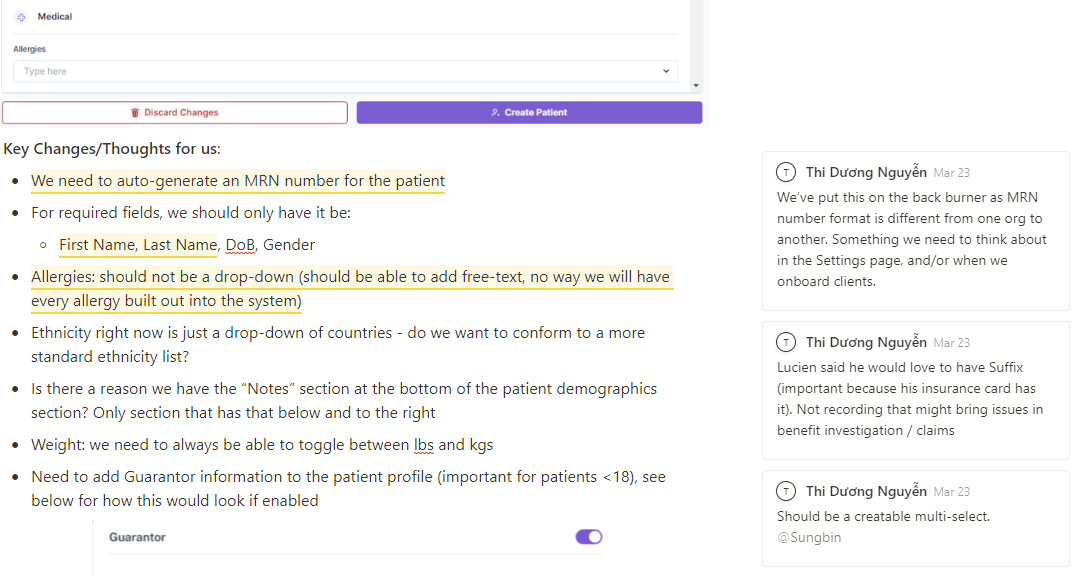 Medical
Allergies
Type here
Discard Changes
Create Patient
Key Changes/Thoughts for us:
We need to auto-generate an MRN number for the patient
For required fields, we should only have it be:
First Name, Last Name, DoB, Gender
Allergies: should not be a drop-down (should be able to add free-text, no way we will have
every allergy built out into the system)
Ethnicity right now is just a drop-down of countries - do we want to conform to a more
standard ethnicity list?
Is there a reason we have the “Notes” section at the bottom of the patient demographics
section? Only section that has that below and to the right
Weight: we need to always be able to toggle between lbs and kgs
Need to add Guarantor information to the patient profile (important for patients <18), see
below for how this would look if enabled
Guarantor
T Thi Dương Nguyễn Mar 23
We've put this on the back burner as MRN
number format is different from one org to
another. Something we need to think about
in the Settings page, and/or when we
onboard clients.
T Thi Dương Nguyễn Mar 23
Lucien said he would love to have Suffix
(important because his insurance card has
it). Not recording that might bring issues in
benefit investigation / claims
T Thi Dương Nguyễn Mar 23
Should be a creatable multi-select.
@Sungbin